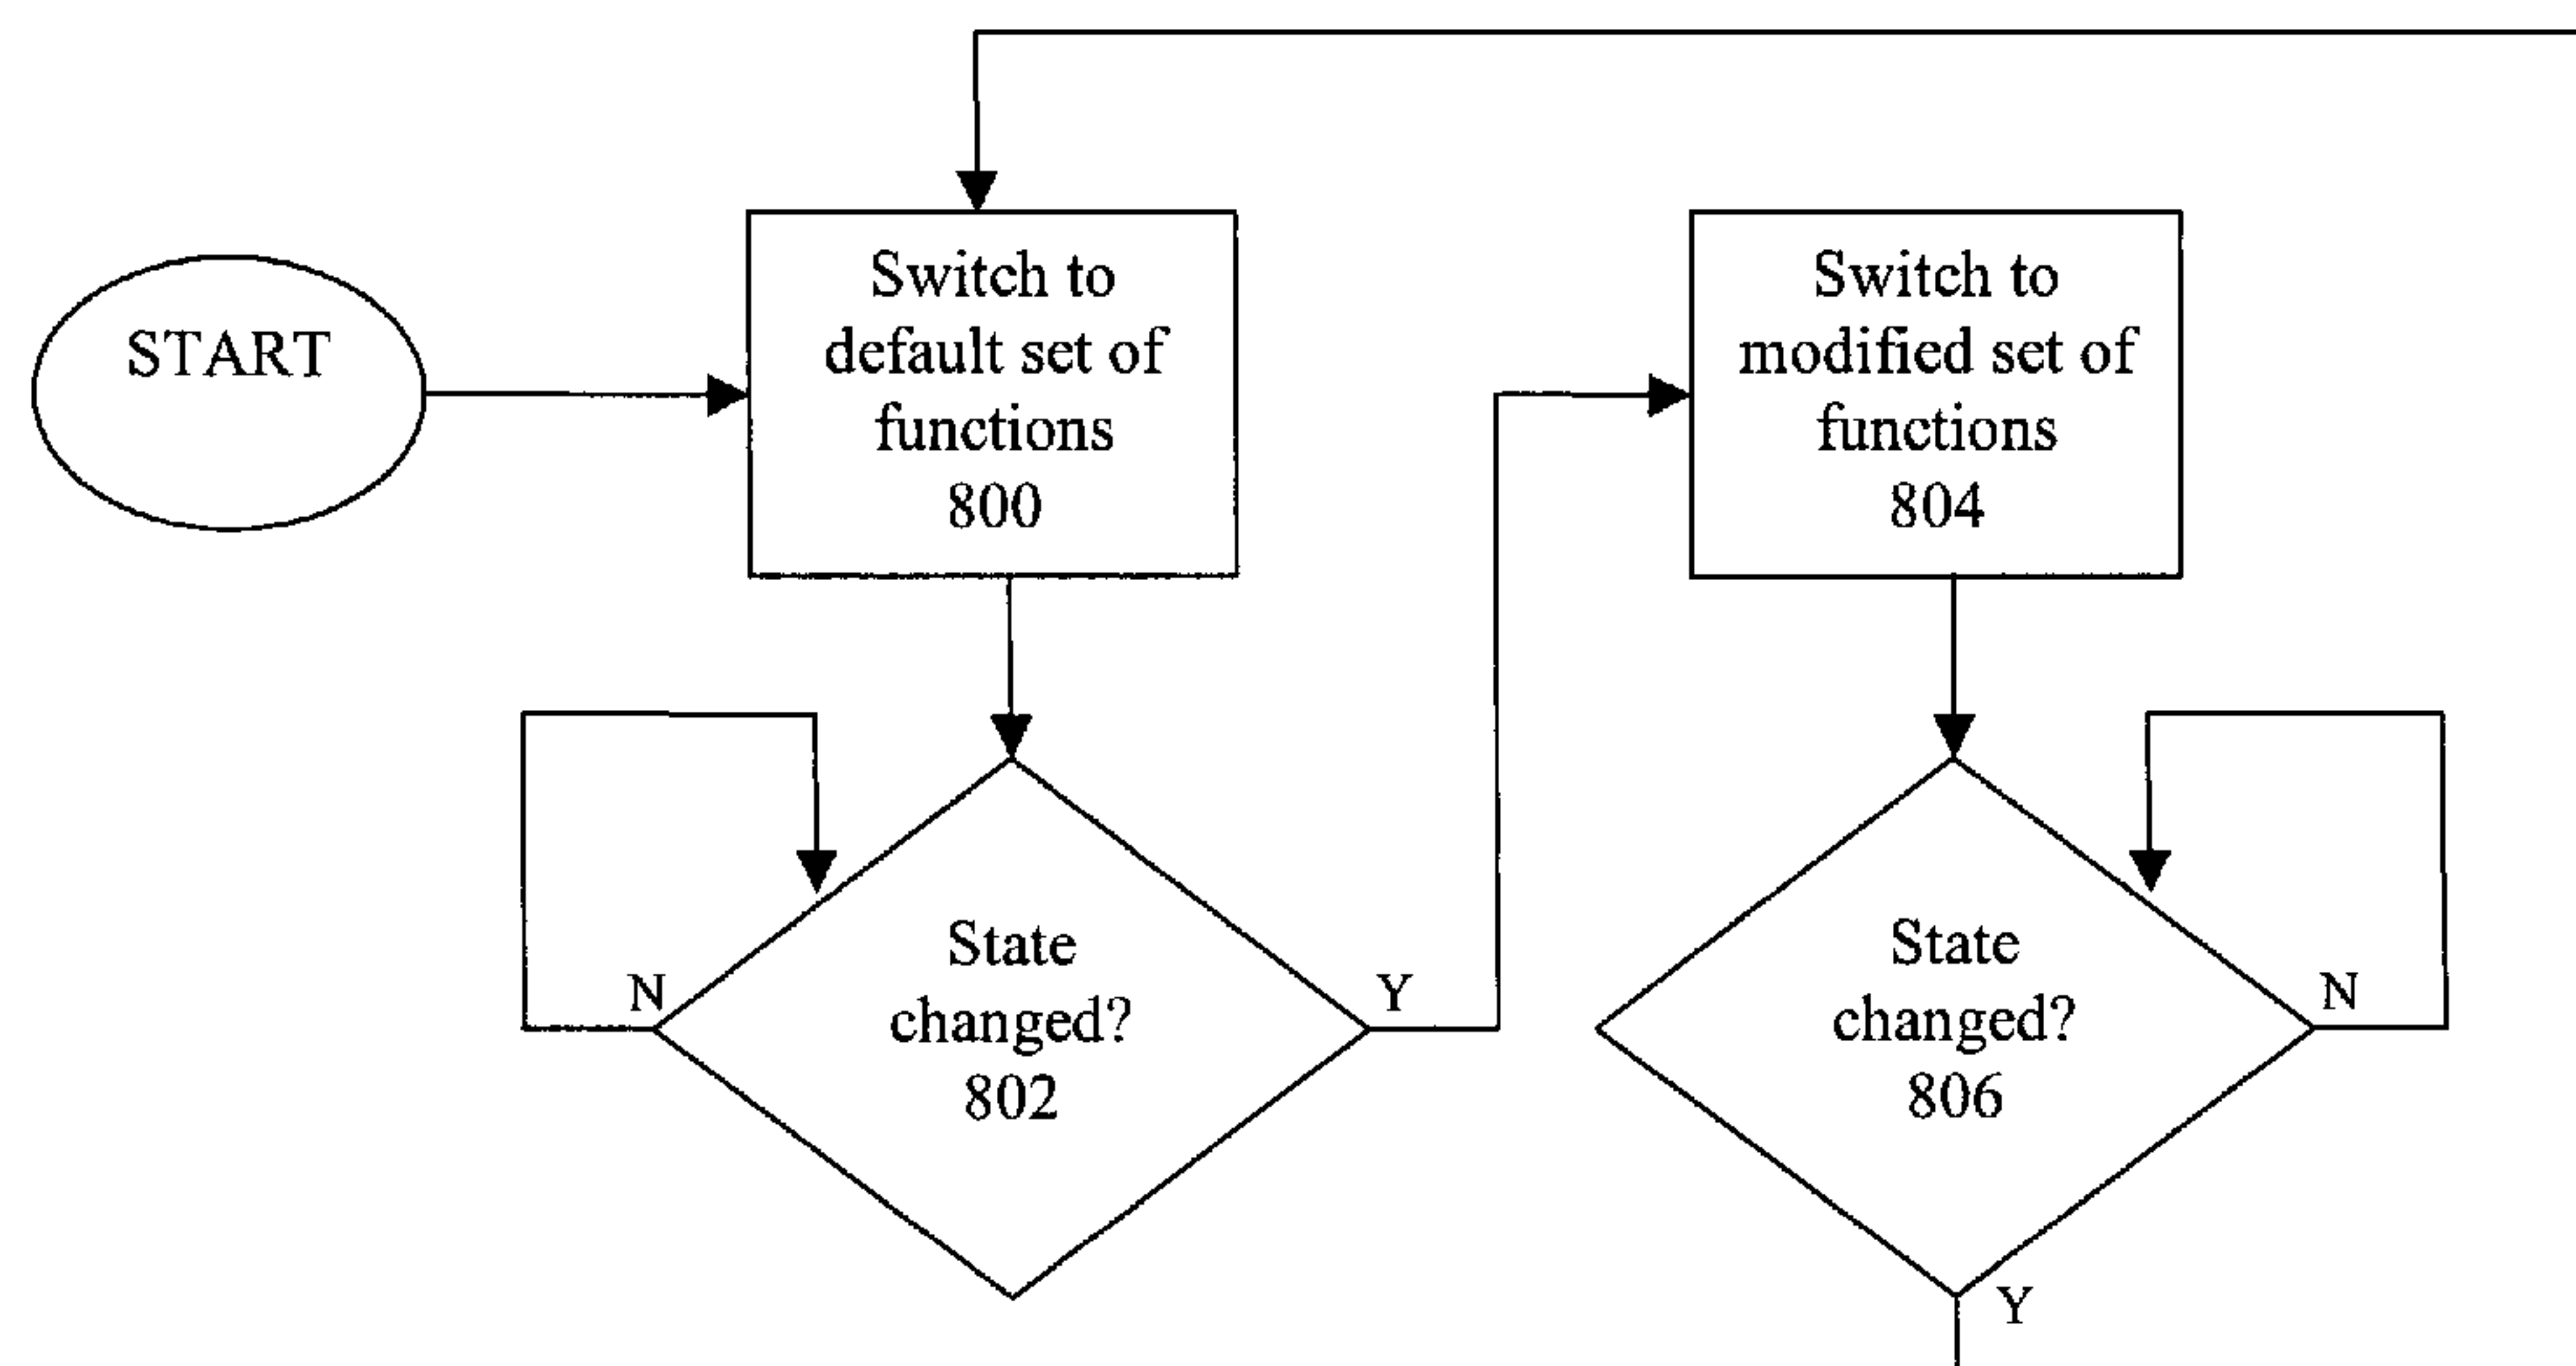 START
Switch to
default set of
functions
800
Switch to
modified set of
functions
804
N
State
changed?
802
Y
State
changed?
806
N
Y